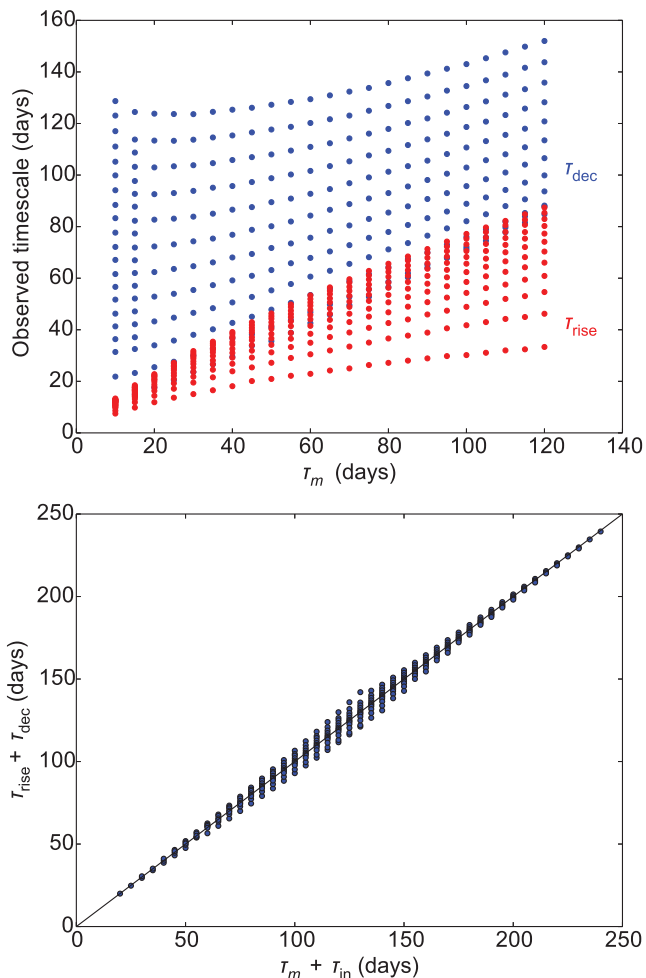 160
140
120
100
80
60
40
20
0
Observed timescale (days)
τdec
τrise
20 40 60 80 100 120 140
τm (days)
250
200
150
100
50
0
τrise + τdec (days)
50 100 150 200 250
τm + τin (days)